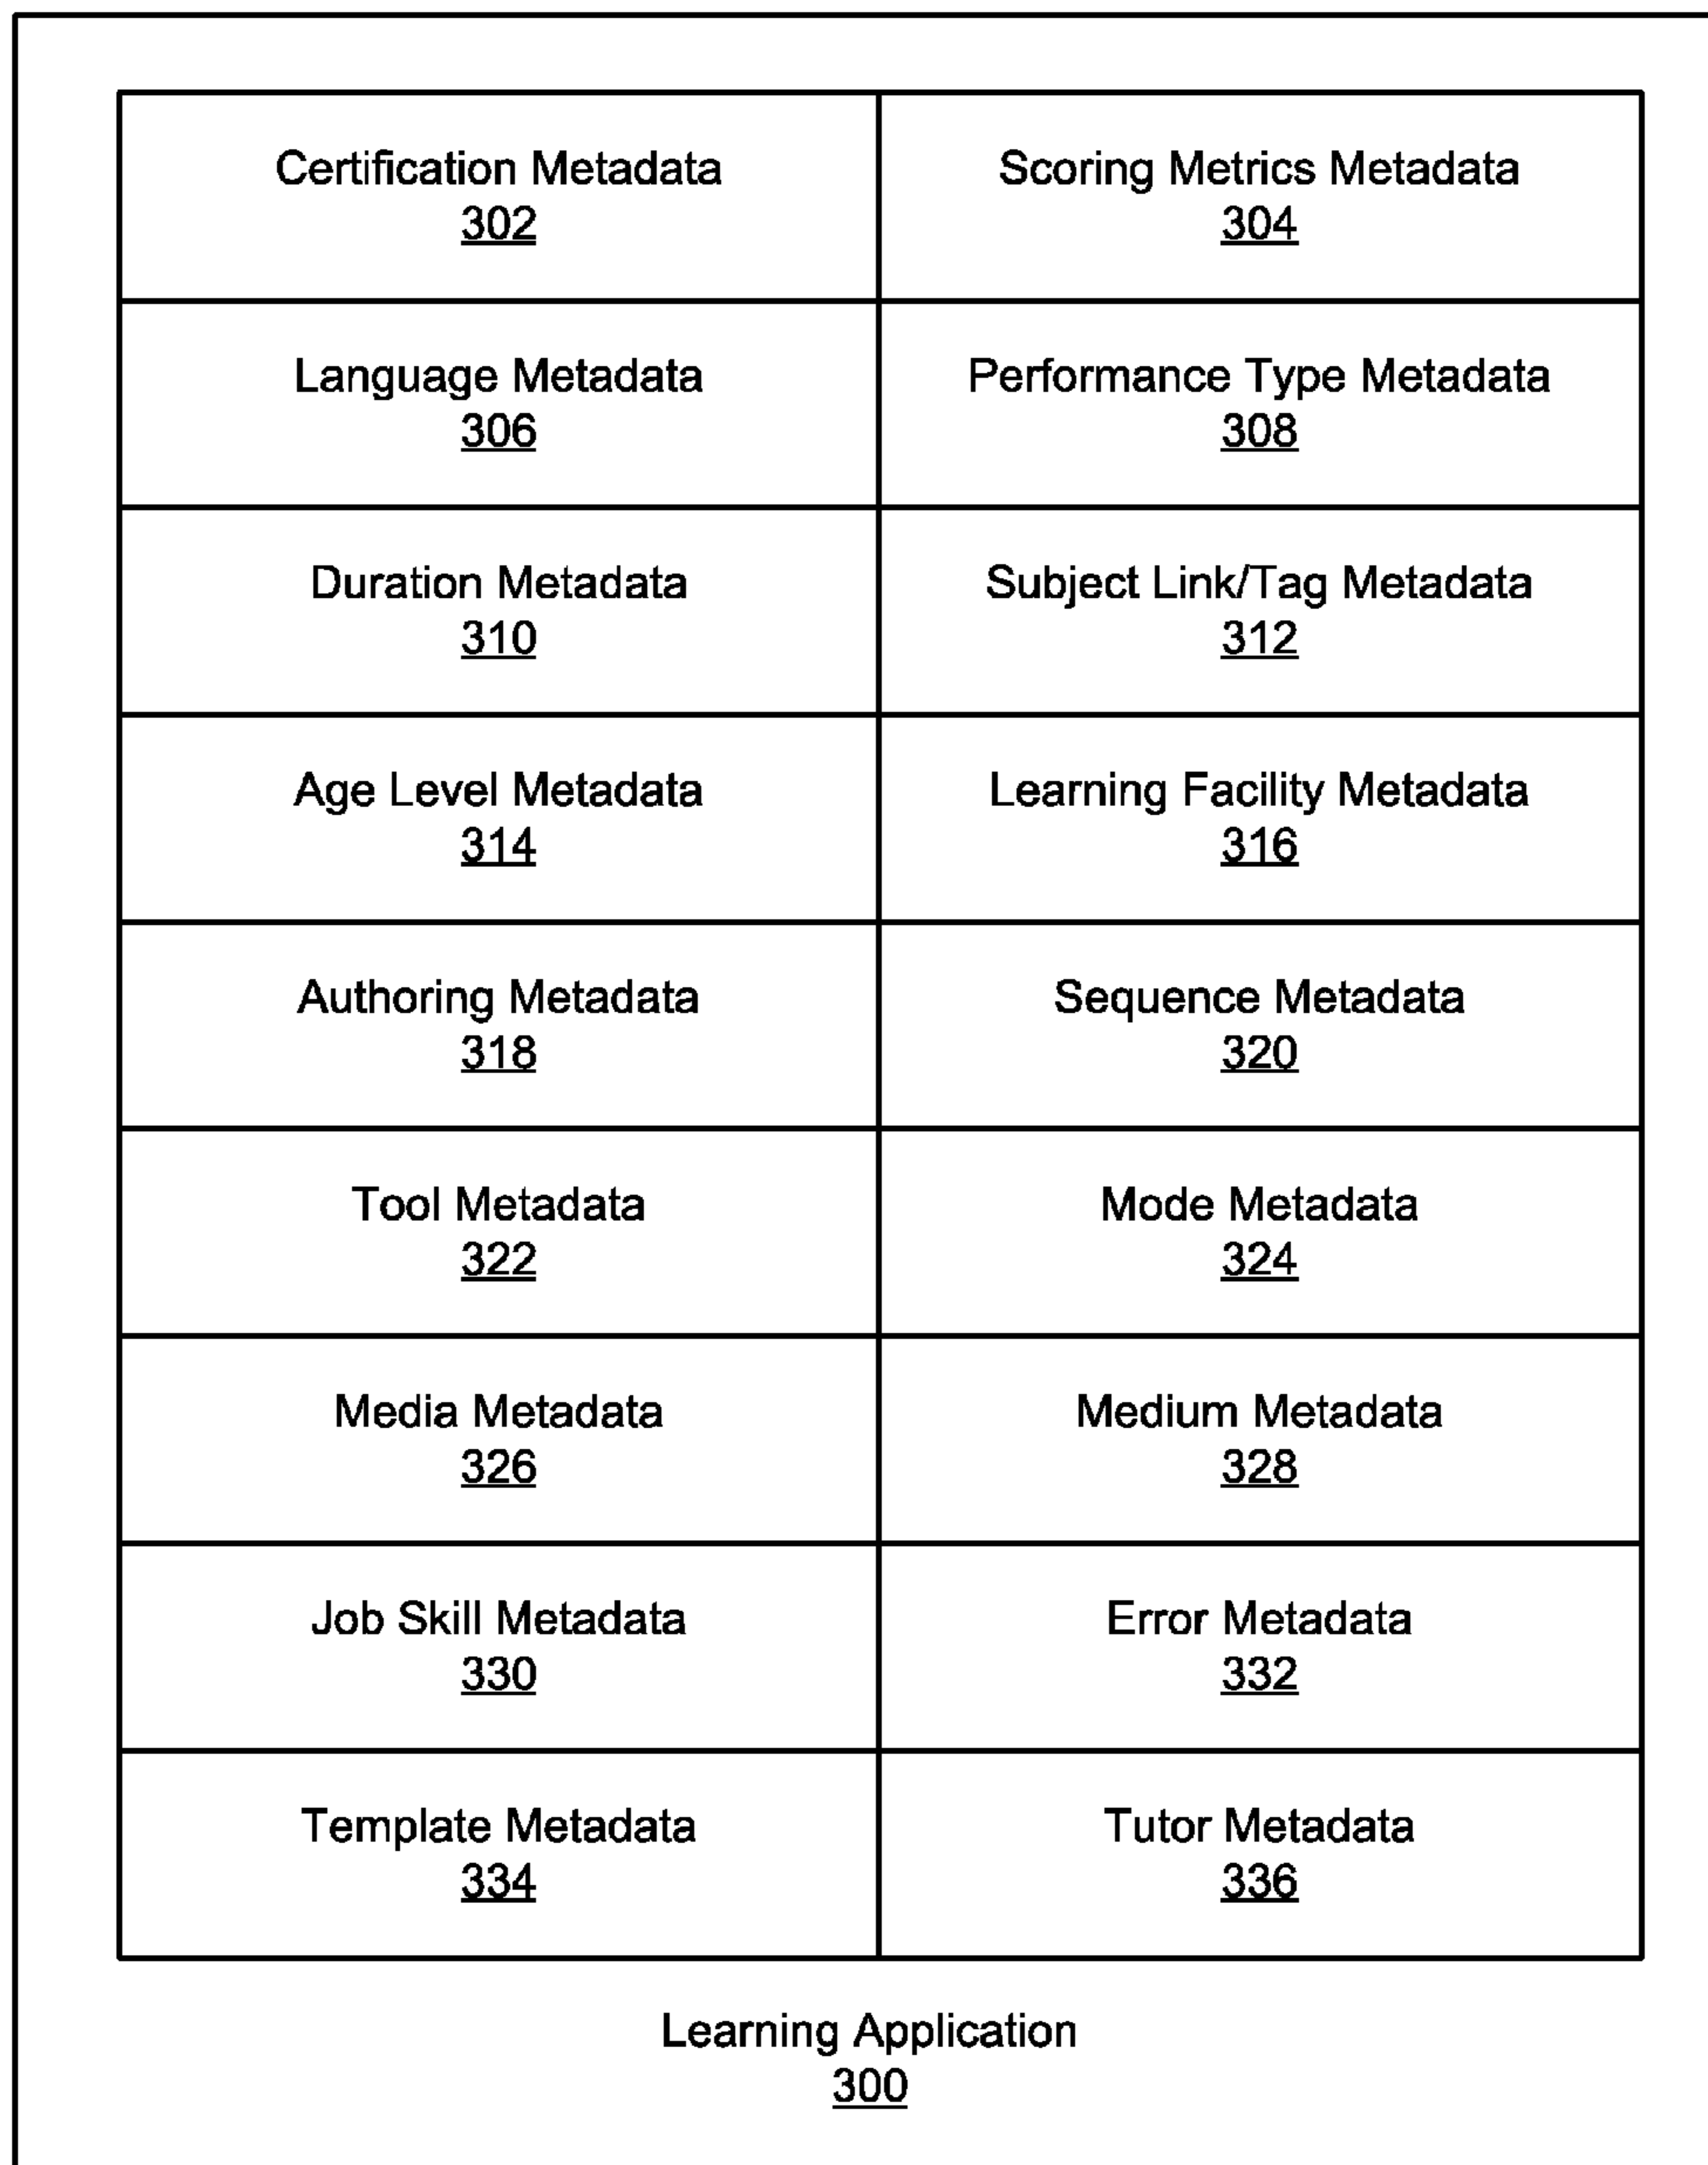 Certification Metadata
302
Scoring Metrics Metadata
304
Language Metadata
306
Performance Type Metadata
308
Duration Metadata
310
Subject Link/Tag Metadata
312
Age Level Metadata
314
Learning Facility Metadata
316
Authoring Metadata
318
Sequence Metadata
320
Tool Metadata
322
Mode Metadata
324
Media Metadata
326
Medium Metadata
328
Job Skill Metadata
330
Error Metadata
332
Template Metadata
334
Tutor Metadata
336
Learning Application
300